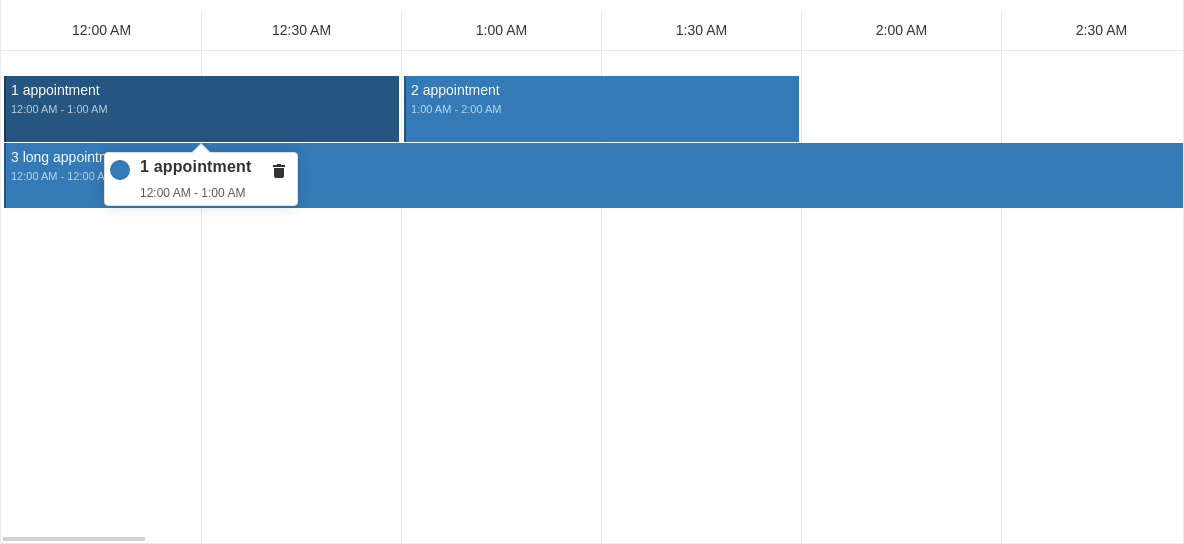 12:00 AM 12:30 AM 1:00 AM 1:30 AM 2:00 AM 2:30 AM
1 appointment
12:00 AM - 1:00 AM
2 appointment
1:00 AM - 2:00 AM
3 long
12:00 AM - 12:00
1 appointment
12:00 AM - 1:00 AM